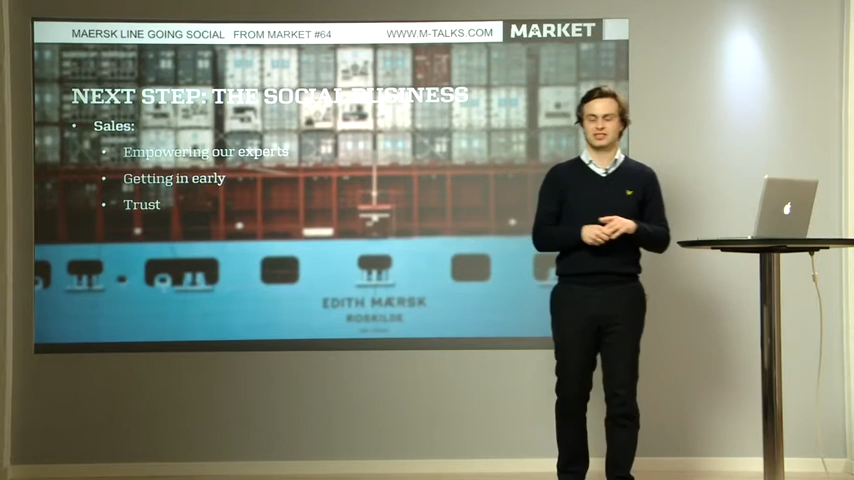 MAERSK LINE GOING SOCIAL FROM MARKET #64 WWW.M-TALKS.COM MARKET
NEXT STEP: THE SOCIAL BUSINESS
• Sales:
• Empowering our experts
• Getting in early
• Trust
EDITH MÆRSK
ROSKILDE